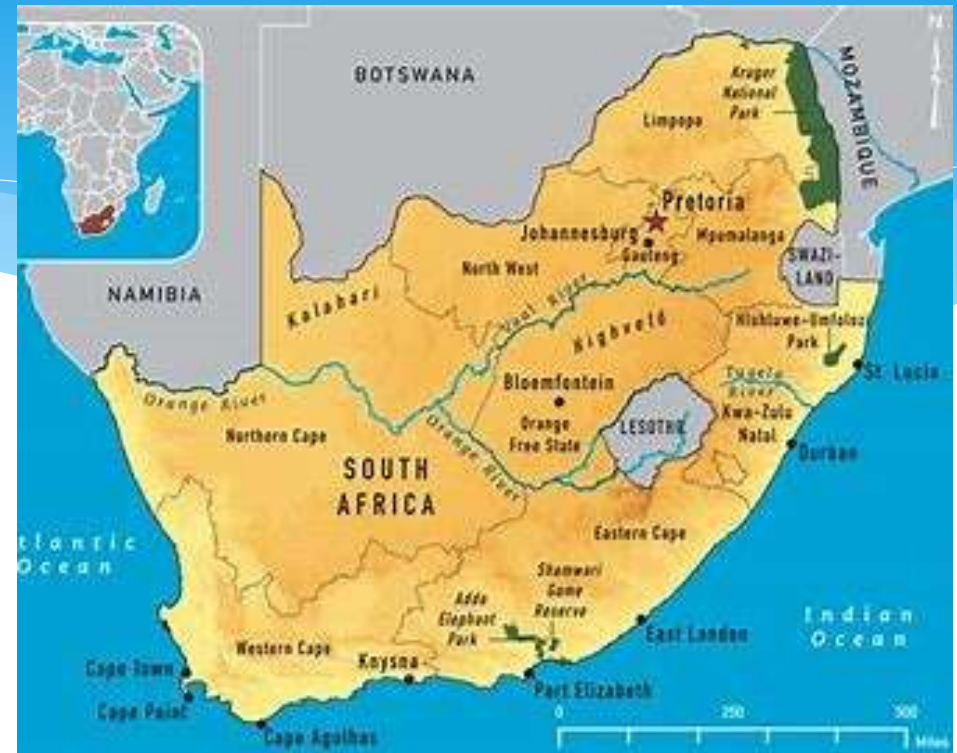 N
BOTSWANA
MOZAMBIQUE
Kruger
National
Park
Limpopo
Pretoria
Johannesburg
Gauteng
Mpumalanga
North West
SWAZI-
LAND
NAMIBIA
Kalahari
Vaal River
Highveld
Hluhluwe-Umfolozi
Park
St. Lucia
Tugela
River
Bloemfontein
Orange River
Orange
Free State
LESOTHO
Kwa-Zulu
Natal
Durban
Northern Cape
Orange River
SOUTH
AFRICA
Eastern Cape
tlantic
Ocean
Shamwari
Game
Reserve
Addo
Elephant
Park
Indian
Ocean
East London
Western Cape
Knysna
Cape Town
Port Elizabeth
Cape Point
Cape Agulhas
0
250
500
Miles